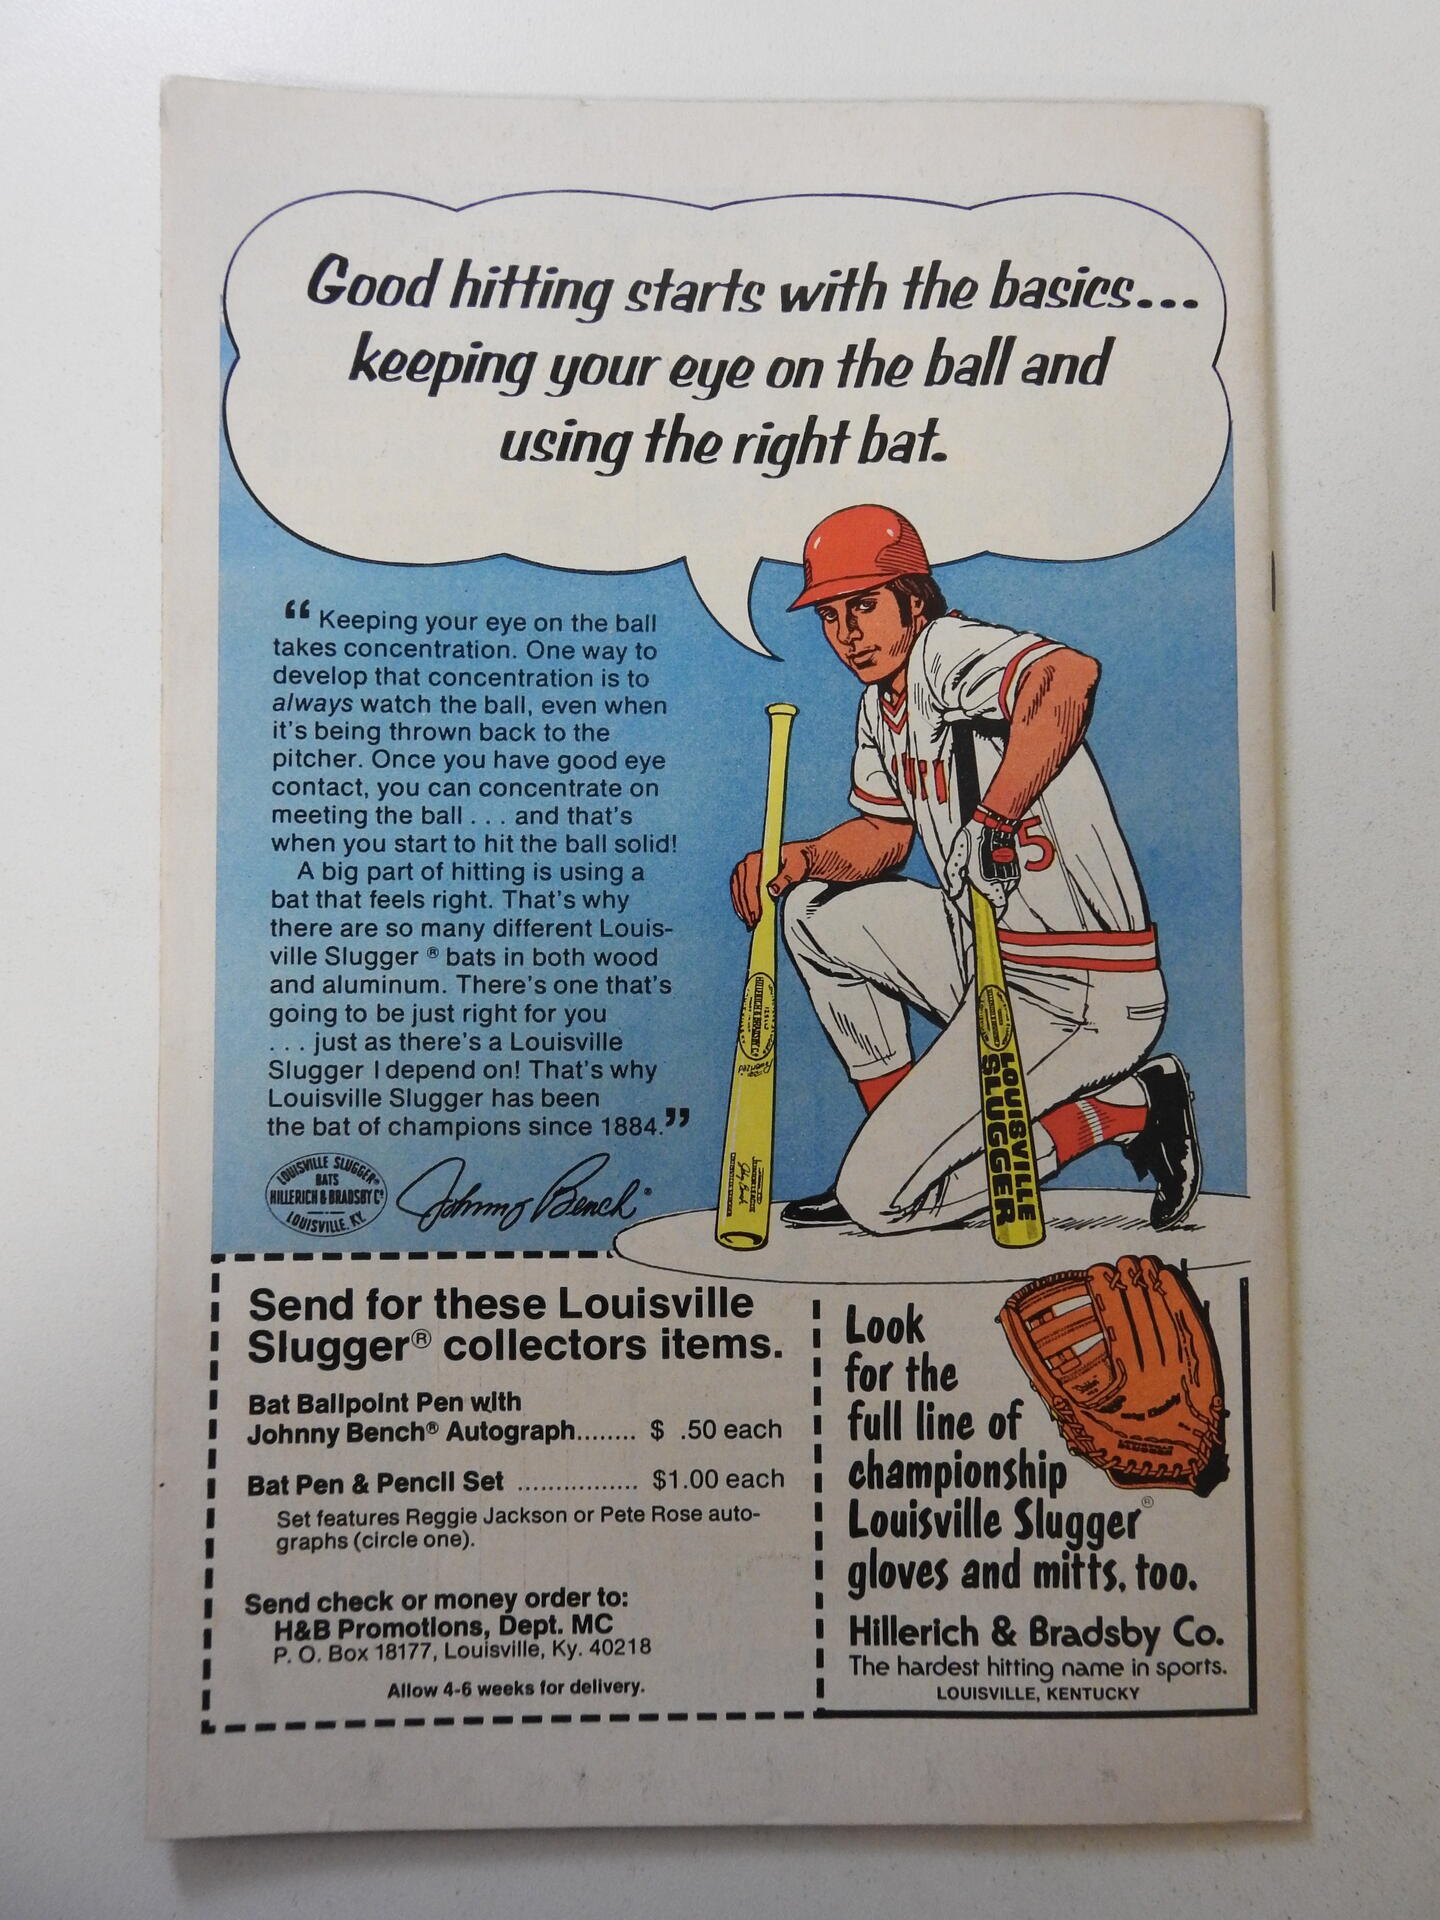 Good hitting starts with the basics...
keeping your eye on the ball and
using the right bat.
“ Keeping your eye on the ball
takes concentration. One way to
develop that concentration is to
always watch the ball, even when
it's being thrown back to the
pitcher. Once you have good eye
contact, you can concentrate on
meeting the ball . . . and that's
when you start to hit the ball solid!
A big part of hitting is using a
bat that feels right. That's why
there are so many different Louis-
ville Slugger ® bats in both wood
and aluminum. There's one that's
going to be just right for you
. . . just as there's a Louisville
Slugger I depend on! That's why
Louisville Slugger has been
the bat of champions since 1884.”
LOUISVILLE SLUGGER®
BATS
HILLERICH & BRADSBY Co
LOUISVILLE, KY.
Johnny Bench®
5
HILLERICH & BRADSBY Co
LOUISVILLE
SLUGGER
Send for these Louisville
Slugger® collectors items.
Bat Ballpoint Pen with
Johnny Bench® Autograph........ $ .50 each
Bat Pen & Pencil Set ................ $1.00 each
Set features Reggie Jackson or Pete Rose auto-
graphs (circle one).
Send check or money order to:
H&B Promotions, Dept. MC
P. O. Box 18177, Louisville, Ky. 40218
Allow 4-6 weeks for delivery.
Look
for the
full line of
championship
Louisville Slugger®
gloves and mitts, too.
Hillerich & Bradsby Co.
The hardest hitting name in sports.
LOUISVILLE, KENTUCKY